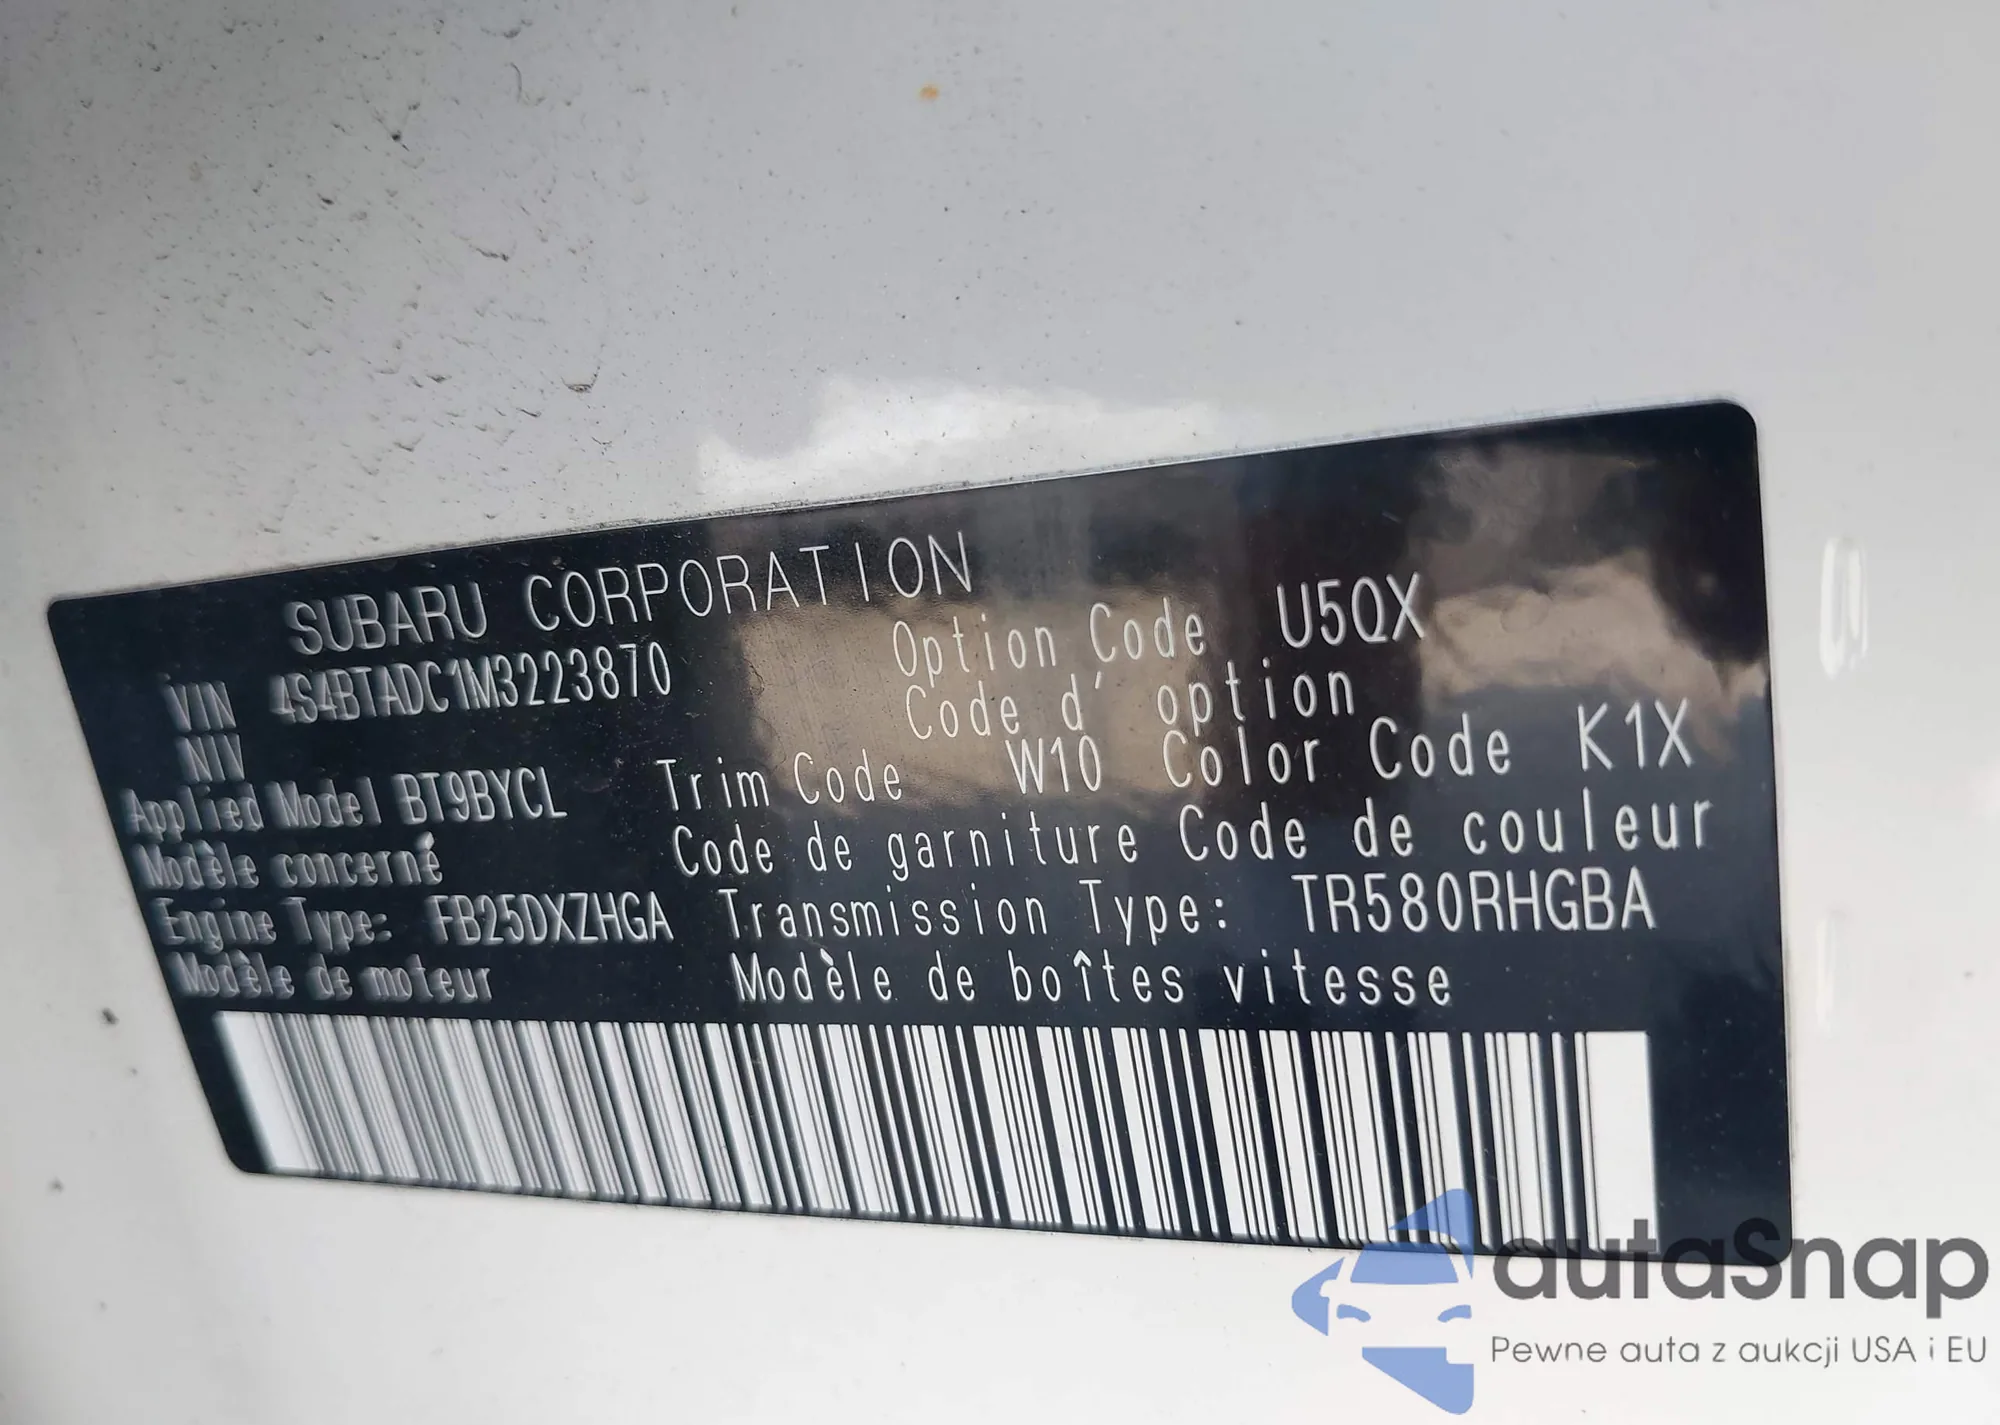 SUBARU CORPORATION
VIN 4S4BTADC1M3223870 Option Code U5QX
NIV Code d' option
Applied Model BT9BYCL Trim Code W10 Color Code K1X
Modèle concerné Code de garniture Code de couleur
Engine Type: FB25DXZHGA Transmission Type: TR580RHGBA
Modèle de moteur Modèle de boîtes vitesse
autaSnap
Pewne auta z aukcji USA i EU